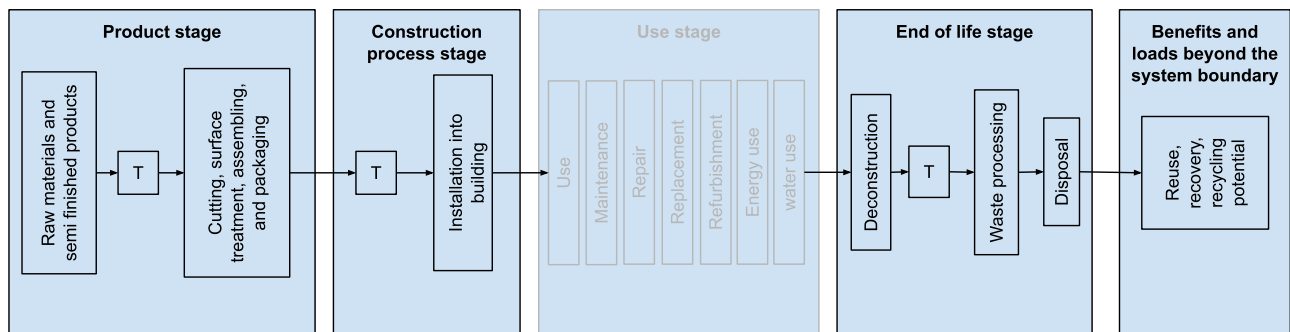 Product stage
Raw materials and
semi finished products
T
Cutting, surface
treatment, assembling,
and packaging
Construction
process stage
T
Installation into
building
Use stage
Use
Maintenance
Repair
Replacement
Refurbishment
Energy use
water use
End of life stage
Deconstruction
T
Waste processing
Disposal
Benefits and
loads beyond the
system boundary
Reuse,
recovery,
recycling
potential